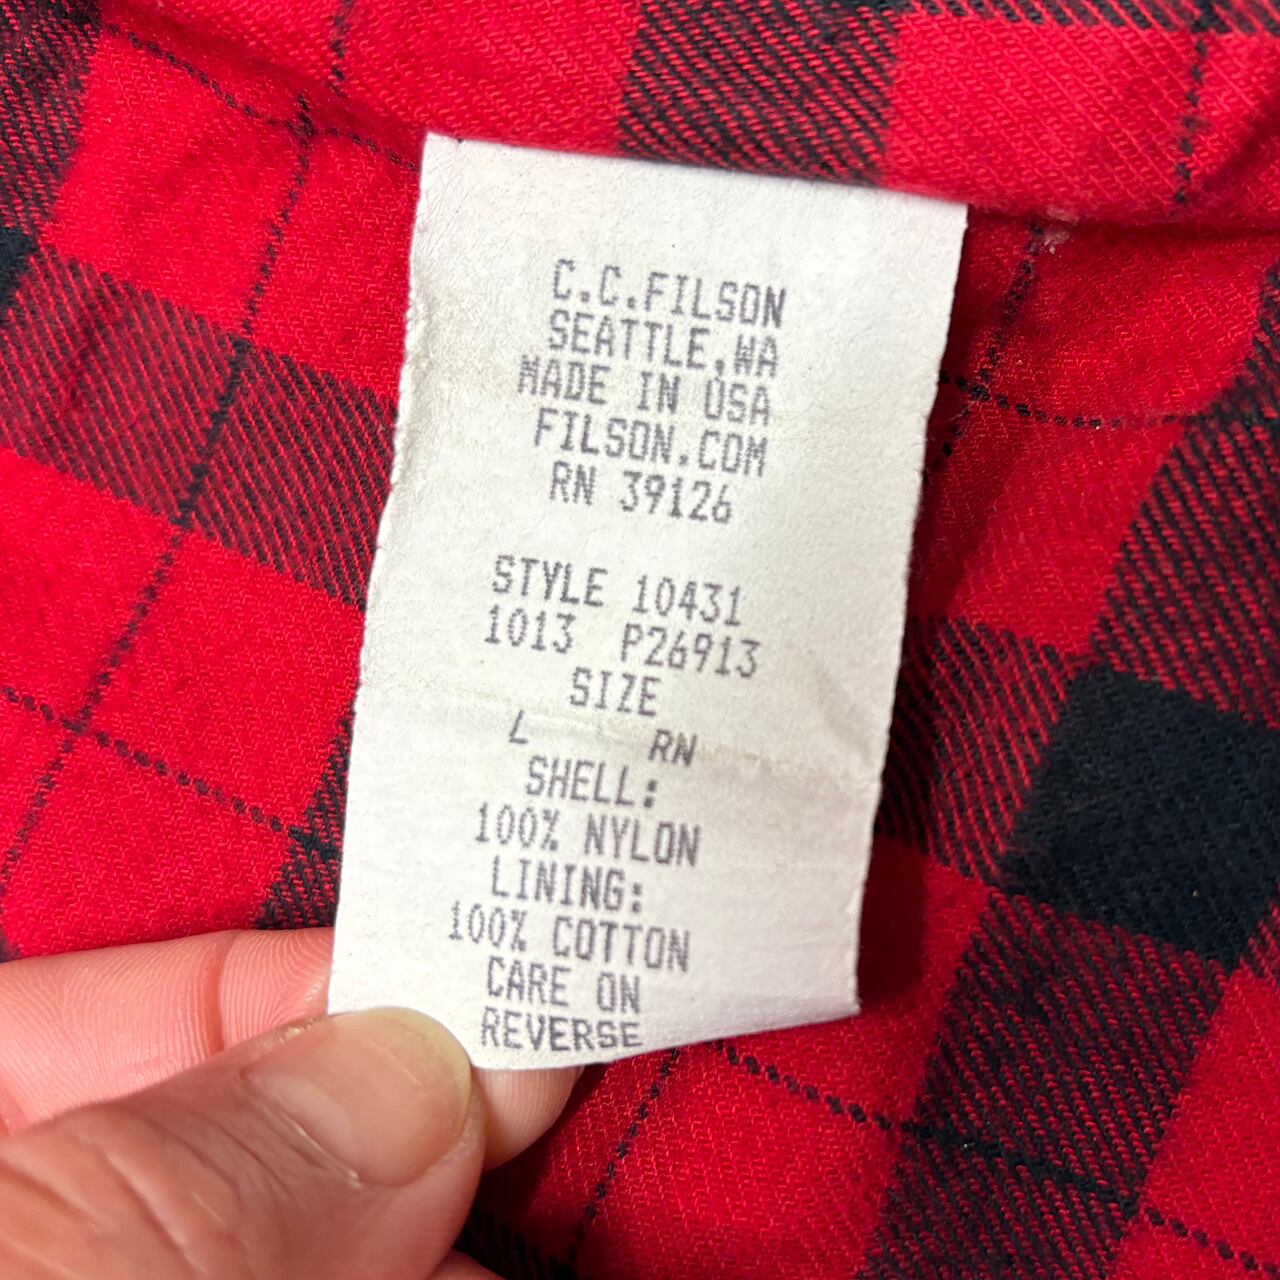 C.C.FILSON
SEATTLE,WA
MADE IN USA
FILSON.COM
RN 39126
STYLE 10431
1013 P26913
SIZE
L RN
SHELL:
100% NYLON
LINING:
100% COTTON
CARE ON
REVERSE